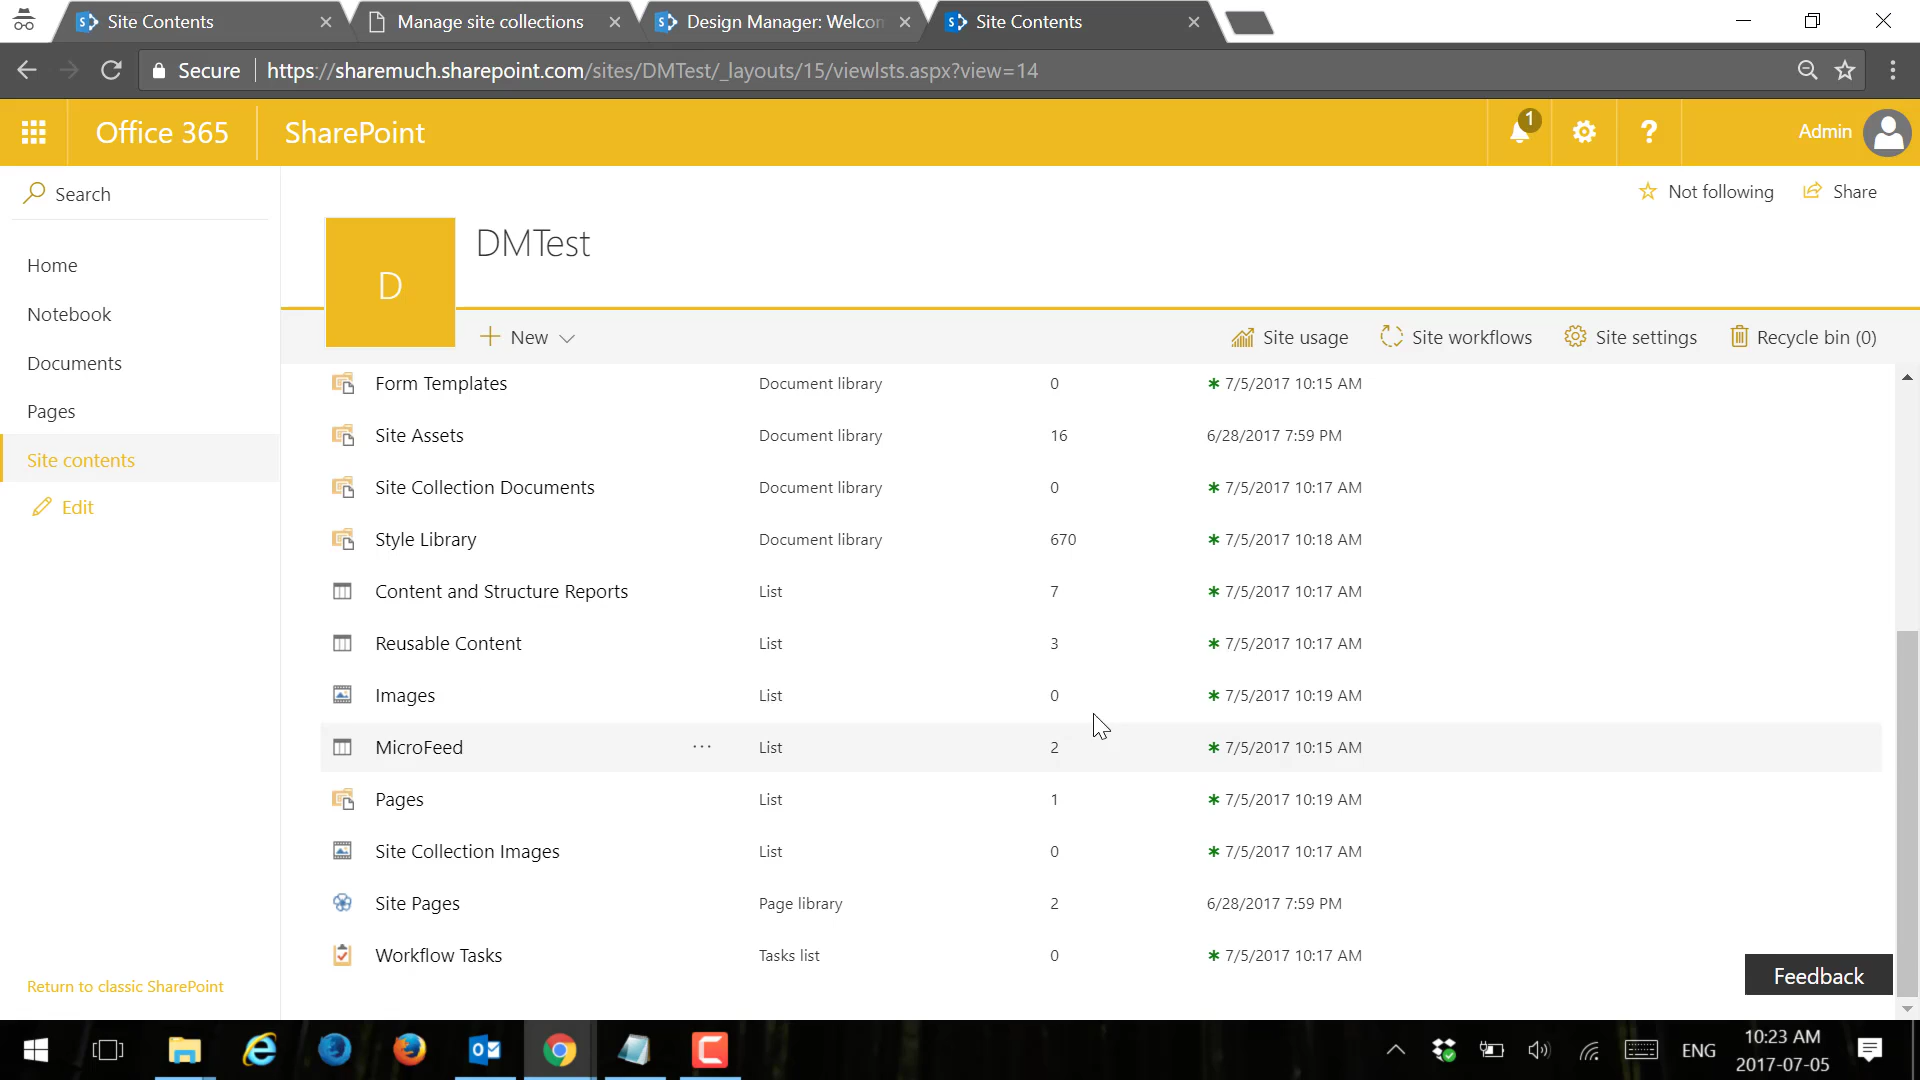 Site Contents
Manage site collections
Design Manager: Welcon
Site Contents
Secure
https://sharemuch.sharepoint.com/sites/DMTest/_layouts/15/viewlsts.aspx?view=14
Office 365
SharePoint
1
?
Admin
Search
Not following
Share
D
DMTest
Home
Notebook
Documents
Pages
Site contents
Edit
New
Site usage
Site workflows
Site settings
Recycle bin (0)
Form Templates Document library 0 7/5/2017 10:15 AM
Site Assets Document library 16 6/28/2017 7:59 PM
Site Collection Documents Document library 0 7/5/2017 10:17 AM
Style Library Document library 670 7/5/2017 10:18 AM
Content and Structure Reports List 7 7/5/2017 10:17 AM
Reusable Content List 3 7/5/2017 10:17 AM
Images List 0 7/5/2017 10:19 AM
MicroFeed ... List 2 7/5/2017 10:15 AM
Pages List 1 7/5/2017 10:19 AM
Site Collection Images List 0 7/5/2017 10:17 AM
Site Pages Page library 2 6/28/2017 7:59 PM
Workflow Tasks Tasks list 0 7/5/2017 10:17 AM
Return to classic SharePoint
Feedback
ENG
10:23 AM
2017-07-05